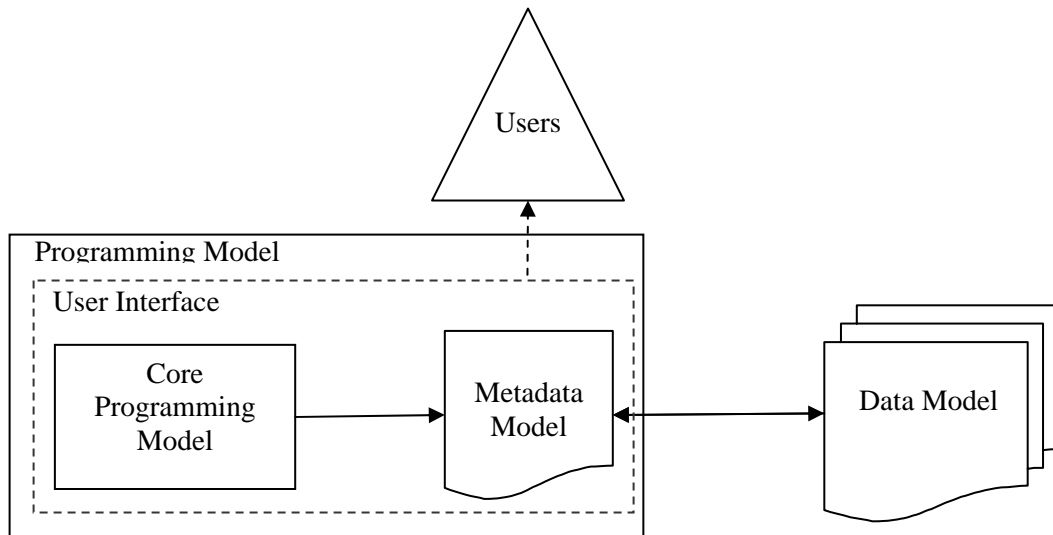 Users
Programming Model
User Interface
Core
Programming
Model
Metadata
Model
Data Model